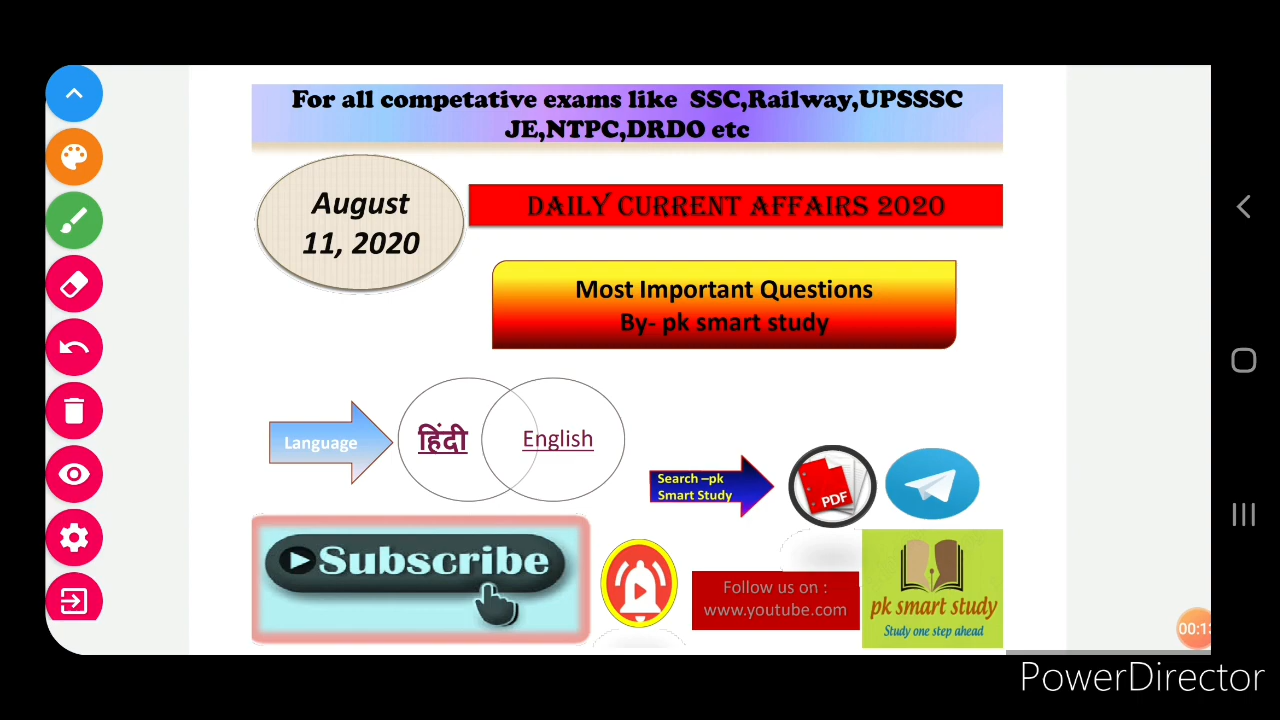 For all competative exams like SSC,Railway,UPSSSC
JE,NTPC,DRDO etc
August
11, 2020
DAILY CURRENT AFFAIRS 2020
Most Important Questions
By- pk smart study
Language
हिंदी
English
Search –pk
Smart Study
PDF
Subscribe
Follow us on :
www.youtube.com
pk smart study
Study one step ahead
00:13
PowerDirector